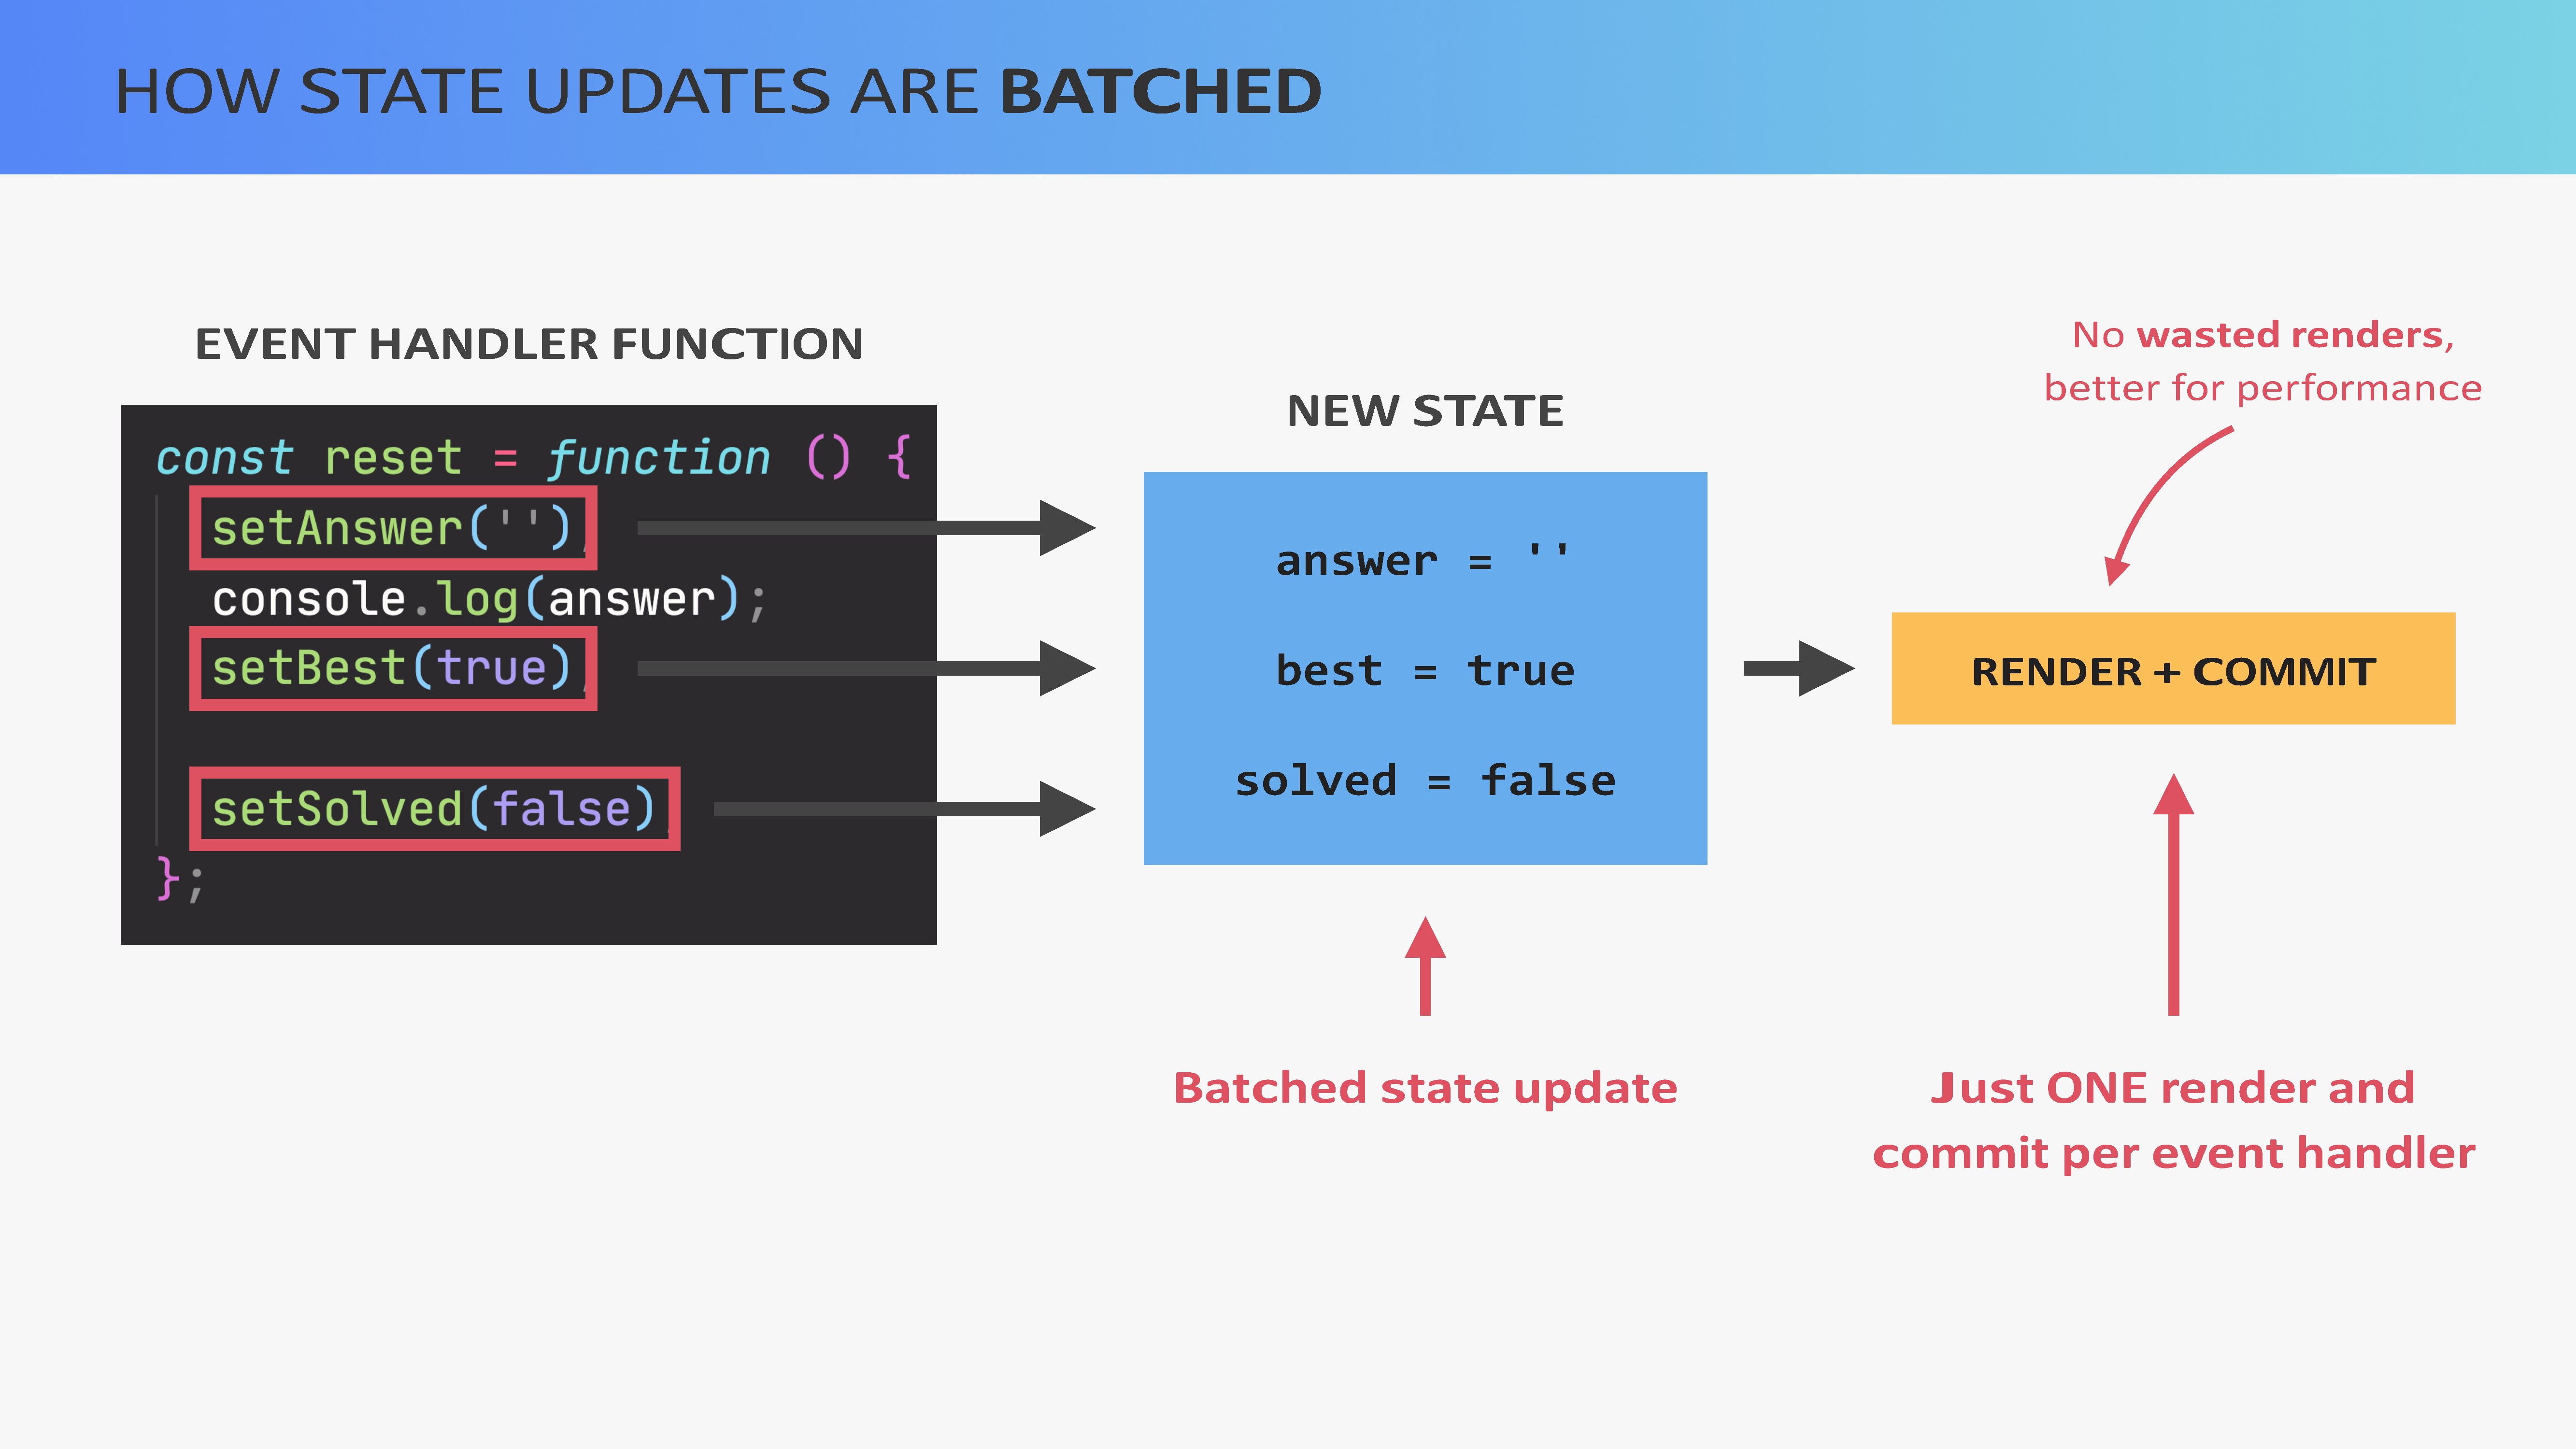 HOW STATE UPDATES ARE BATCHED
EVENT HANDLER FUNCTION
const reset = function () {
setAnswer('')
console.log(answer);
setBest(true)
setSolved(false)
};
NEW STATE
answer = ''
best = true
solved = false
Batched state update
No wasted renders,
better for performance
RENDER + COMMIT
Just ONE render and
commit per event handler